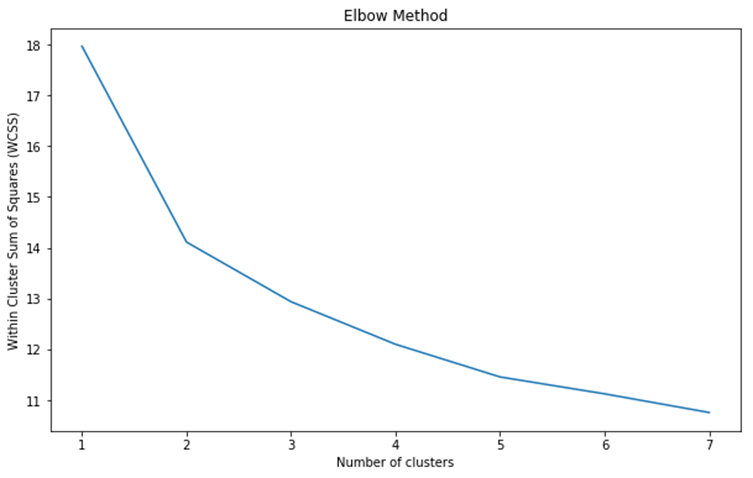 Elbow Method
Within Cluster Sum of Squares (WCSS)
18
17
16
15
14
13
12
11
1 2 3 4 5 6 7
Number of clusters